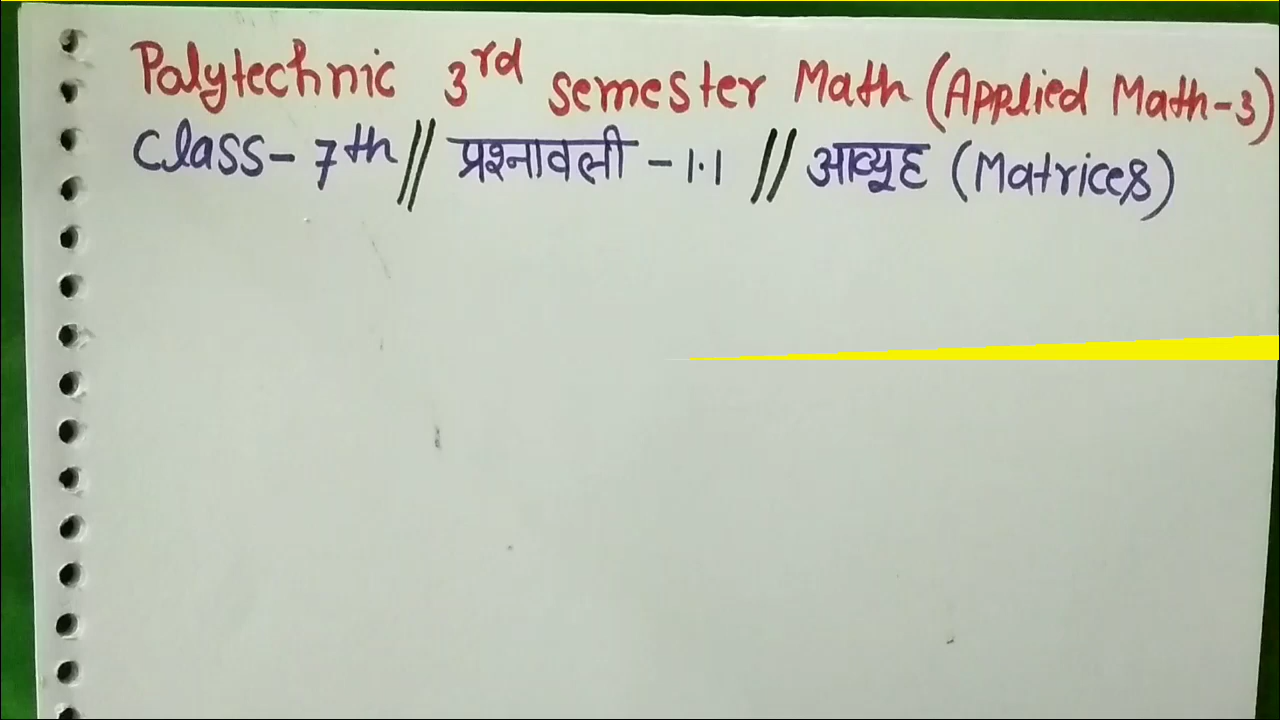 Polytechnic 3rd semester Math (Applied Math-3)
Class- 7th // प्रश्नावली - 1.1 // आव्यूह (Matrices)